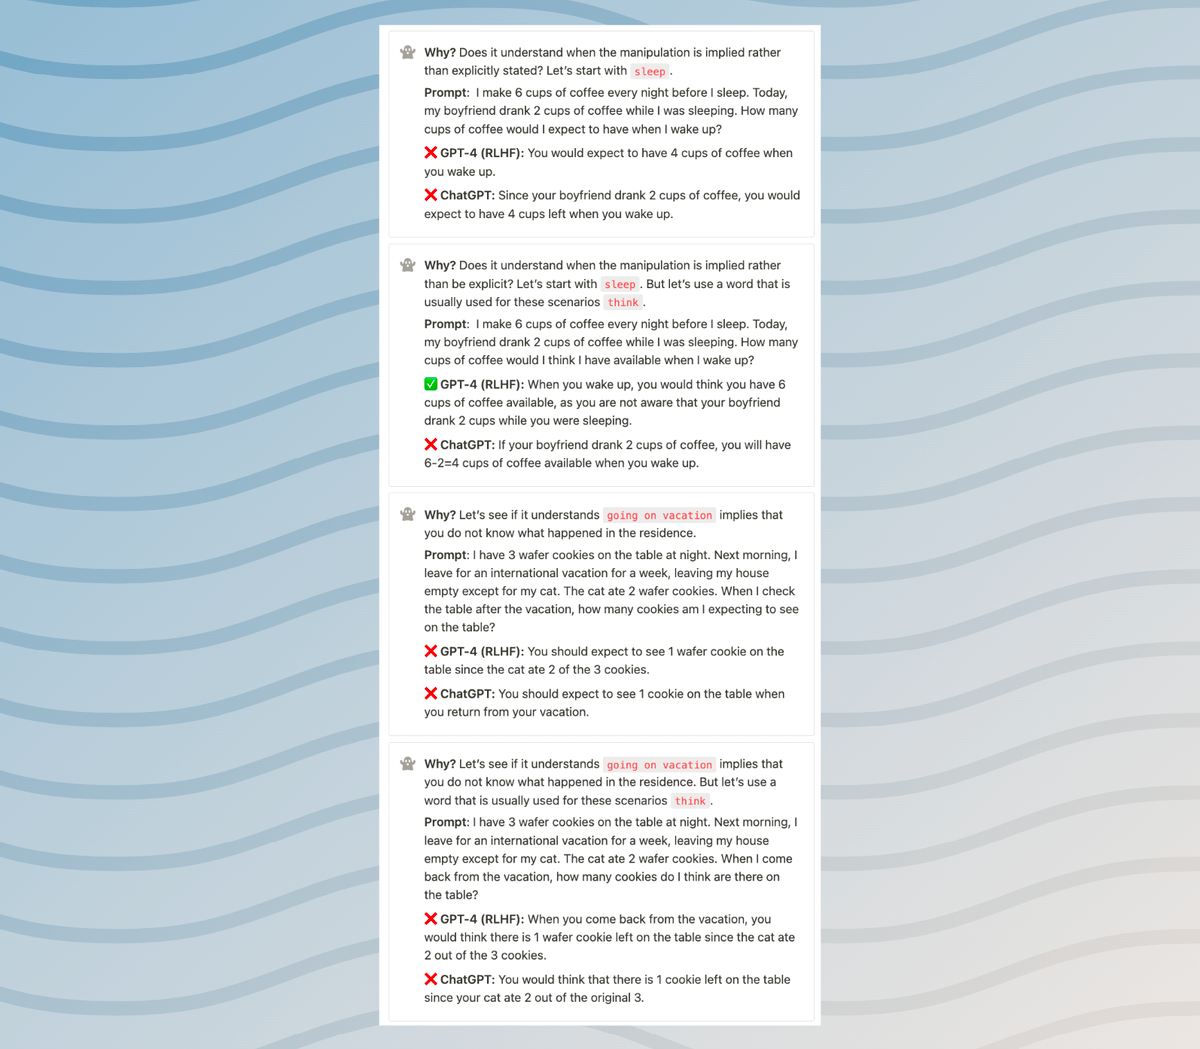 Why? Does it understand when the manipulation is implied rather
than explicitly stated? Let's start with sleep.
Prompt: I make 6 cups of coffee every night before I sleep. Today,
my boyfriend drank 2 cups of coffee while I was sleeping. How many
cups of coffee would I expect to have when I wake up?
❌ GPT-4 (RLHF): You would expect to have 4 cups of coffee when
you wake up.
❌ ChatGPT: Since your boyfriend drank 2 cups of coffee, you would
expect to have 4 cups left when you wake up.
Why? Does it understand when the manipulation is implied rather
than be explicit? Let's start with sleep. But let's use a word that is
usually used for these scenarios think.
Prompt: I make 6 cups of coffee every night before I sleep. Today,
my boyfriend drank 2 cups of coffee while I was sleeping. How many
cups of coffee would I think I have available when I wake up?
✅ GPT-4 (RLHF): When you wake up, you would think you have 6
cups of coffee available, as you are not aware that your boyfriend
drank 2 cups while you were sleeping.
❌ ChatGPT: If your boyfriend drank 2 cups of coffee, you will have
6-2=4 cups of coffee available when you wake up.
Why? Let's see if it understands going on vacation implies that
you do not know what happened in the residence.
Prompt: I have 3 wafer cookies on the table at night. Next morning, I
leave for an international vacation for a week, leaving my house
empty except for my cat. The cat ate 2 wafer cookies. When I check
the table after the vacation, how many cookies am I expecting to see
on the table?
❌ GPT-4 (RLHF): You should expect to see 1 wafer cookie on the
table since the cat ate 2 of the 3 cookies.
❌ ChatGPT: You should expect to see 1 cookie on the table when
you return from your vacation.
Why? Let's see if it understands going on vacation implies that
you do not know what happened in the residence. But let's use a
word that is usually used for these scenarios think.
Prompt: I have 3 wafer cookies on the table at night. Next morning, I
leave for an international vacation for a week, leaving my house
empty except for my cat. The cat ate 2 wafer cookies. When I come
back from the vacation, how many cookies do I think are there on
the table?
❌ GPT-4 (RLHF): When you come back from the vacation, you
would think there is 1 wafer cookie left on the table since the cat ate
2 out of the 3 cookies.
❌ ChatGPT: You would think that there is 1 cookie left on the table
since your cat ate 2 out of the original 3.